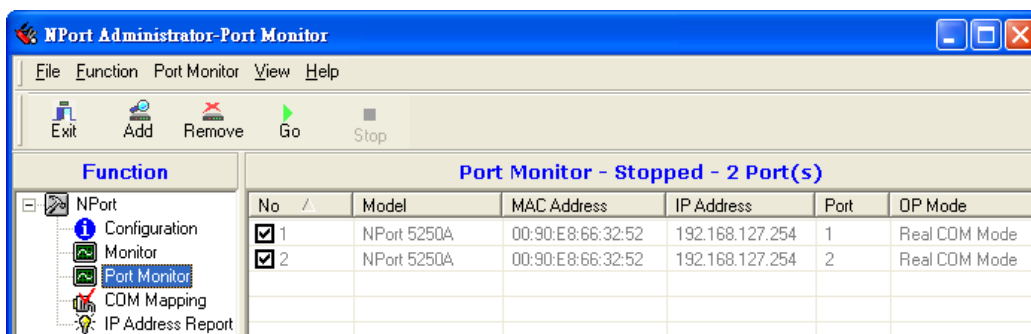 NPort Administrator-Port Monitor
File Function Port Monitor View Help
Exit Add Remove Go Stop
Function
Port Monitor - Stopped - 2 Port(s)
NPort
Configuration
Monitor
Port Monitor
COM Mapping
IP Address Report
No Model MAC Address IP Address Port OP Mode
1 NPort 5250A 00:90:E8:66:32:52 192.168.127.254 1 Real COM Mode
2 NPort 5250A 00:90:E8:66:32:52 192.168.127.254 2 Real COM Mode